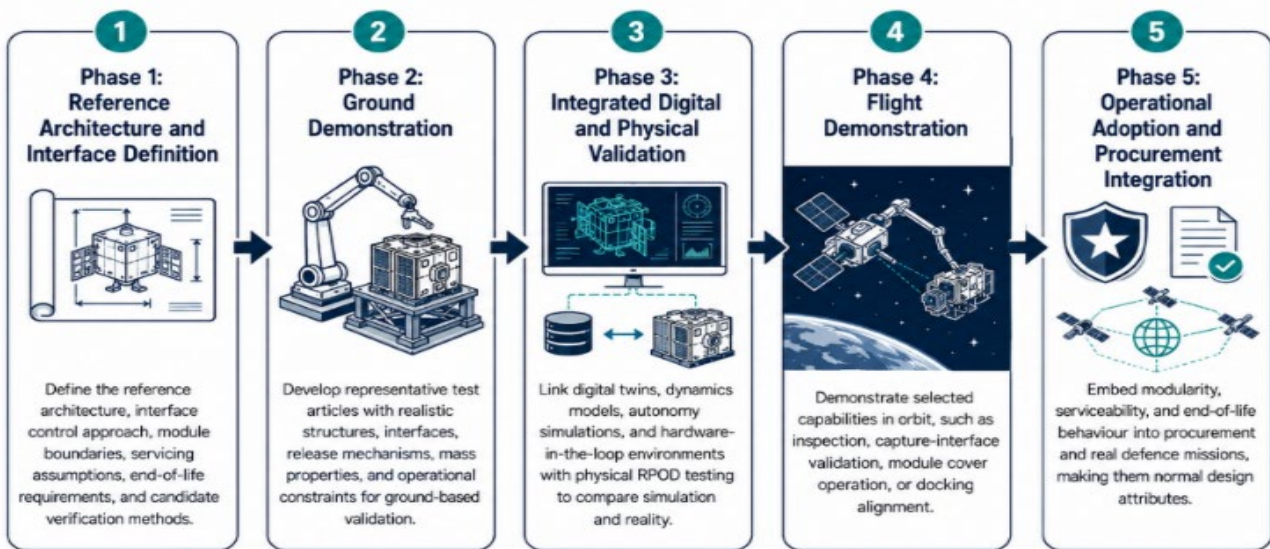 1
Phase 1:
Reference
Architecture and
Interface Definition
Define the reference
architecture, interface
control approach, module
boundaries, servicing
assumptions, end-of-life
requirements, and candidate
verification methods.
2
Phase 2:
Ground
Demonstration
Develop representative test
articles with realistic
structures, interfaces,
release mechanisms, mass
properties, and operational
constraints for ground-based
validation.
3
Phase 3:
Integrated Digital
and Physical
Validation
Link digital twins, dynamics
models, autonomy
simulations, and hardware-
in-the-loop environments
with physical RPOD testing
to compare simulation
and reality.
4
Phase 4:
Flight
Demonstration
Demonstrate selected
capabilities in orbit, such as
inspection, capture-interface
validation, module cover
operation, or docking
alignment.
5
Phase 5:
Operational
Adoption and
Procurement
Integration
Embed modularity,
serviceability, and end-of-life
behaviour into procurement
and real defence missions,
making them normal design
attributes.